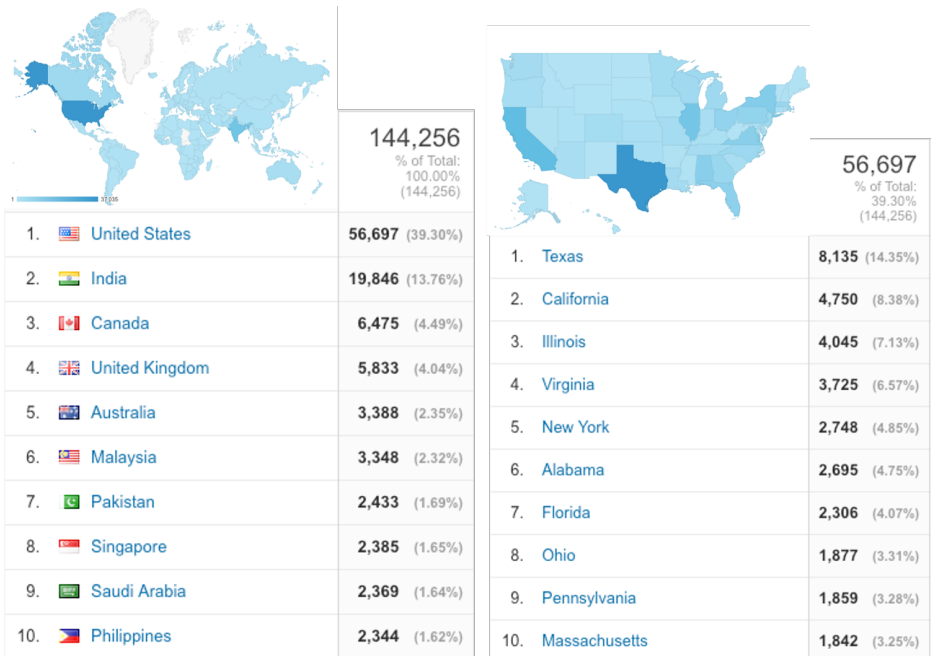 144,256
% of Total:
100.00%
(144,256)
1
1. United States 56,697 (39.30%)
2. India 19,846 (13.76%)
3. Canada 6,475 (4.49%)
4. United Kingdom 5,833 (4.04%)
5. Australia 3,388 (2.35%)
6. Malaysia 3,348 (2.32%)
7. Pakistan 2,433 (1.69%)
8. Singapore 2,385 (1.65%)
9. Saudi Arabia 2,369 (1.64%)
10. Philippines 2,344 (1.62%)
56,697
% of Total:
39.30%
(144,256)
1. Texas 8,135 (14.35%)
2. California 4,750 (8.38%)
3. Illinois 4,045 (7.13%)
4. Virginia 3,725 (6.57%)
5. New York 2,748 (4.85%)
6. Alabama 2,695 (4.75%)
7. Florida 2,306 (4.07%)
8. Ohio 1,877 (3.31%)
9. Pennsylvania 1,859 (3.28%)
10. Massachusetts 1,842 (3.25%)